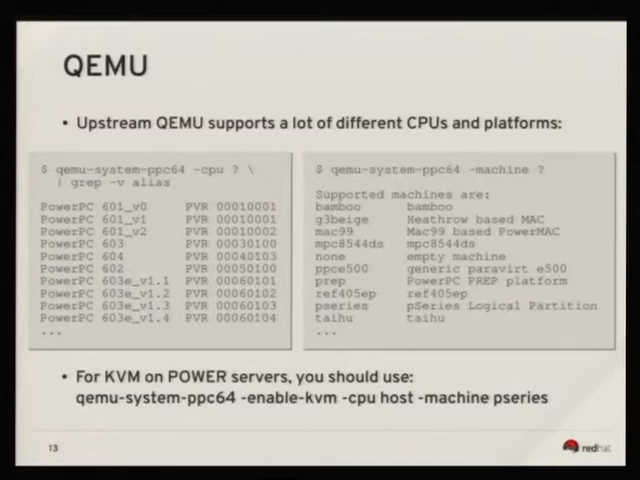 QEMU
• Upstream QEMU supports a lot of different CPUs and platforms:
$ qemu-system-ppc64 -cpu ? \
| grep -v alias
PowerPC 601_v0 PVR 00010001
PowerPC 601_v1 PVR 00010001
PowerPC 601_v2 PVR 00010002
PowerPC 603 PVR 00030100
PowerPC 604 PVR 00040103
PowerPC 602 PVR 00050100
PowerPC 603e_v1.1 PVR 00060101
PowerPC 603e_v1.2 PVR 00060102
PowerPC 603e_v1.3 PVR 00060103
PowerPC 603e_v1.4 PVR 00060104
...
$ qemu-system-ppc64 -machine ?
Supported machines are:
bamboo bamboo
g3beige Heathrow based MAC
mac99 Mac99 based PowerMAC
mpc8544ds mpc8544ds
none empty machine
ppce500 generic paravirt e500
prep PowerPC PREP platform
ref405ep ref405ep
pseries pSeries Logical Partition
taihu taihu
...
• For KVM on POWER servers, you should use:
qemu-system-ppc64 -enable-kvm -cpu host -machine pseries
13
redhat